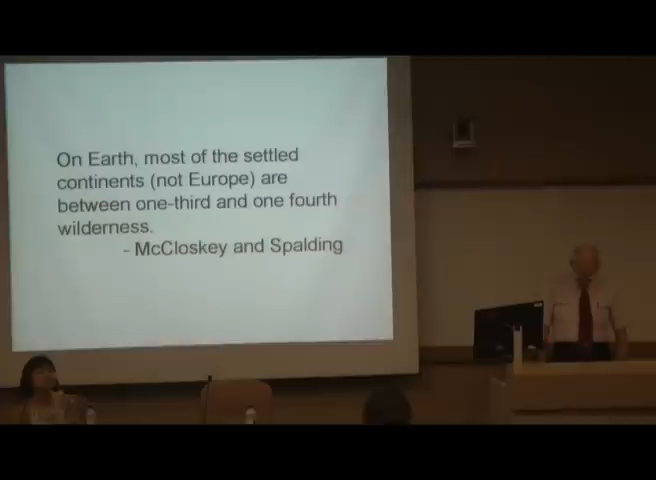 On Earth, most of the settled
continents (not Europe) are
between one-third and one fourth
wilderness.
- McCloskey and Spalding